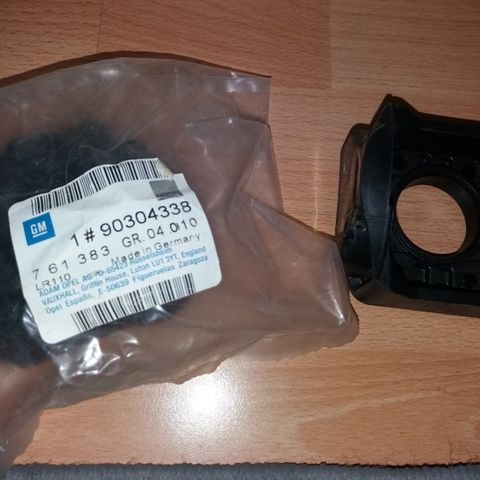 GM
1#90304338
7 61 383 GR.04.010
LR110 Made in Germany
ADAM OPEL AG D-65423 Rüsselsheim
VAUXHALL, Griffin House, Luton LU1 3YT, England
Opel España, E-50639 Figueruelas Zaragoza